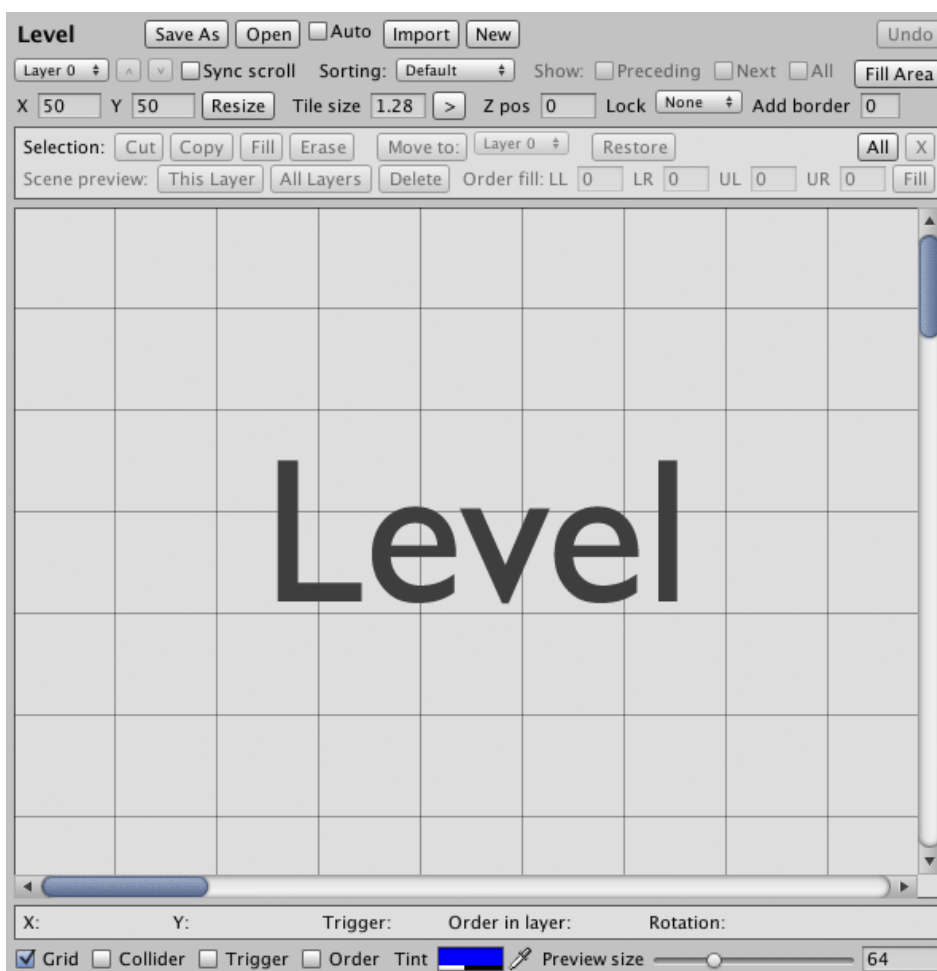 Level Save As Open Auto Import New Undo
Layer 0 ^ v Sync scroll Sorting: Default Show: Preceding Next All Fill Area
X 50 Y 50 Resize Tile size 1.28 > Z pos 0 Lock None Add border 0
Selection: Cut Copy Fill Erase Move to: Layer 0 Restore All X
Scene preview: This Layer All Layers Delete Order fill: LL 0 LR 0 UL 0 UR 0 Fill
Level
X: Y: Trigger: Order in layer: Rotation:
Grid Collider Trigger Order Tint Preview size 64